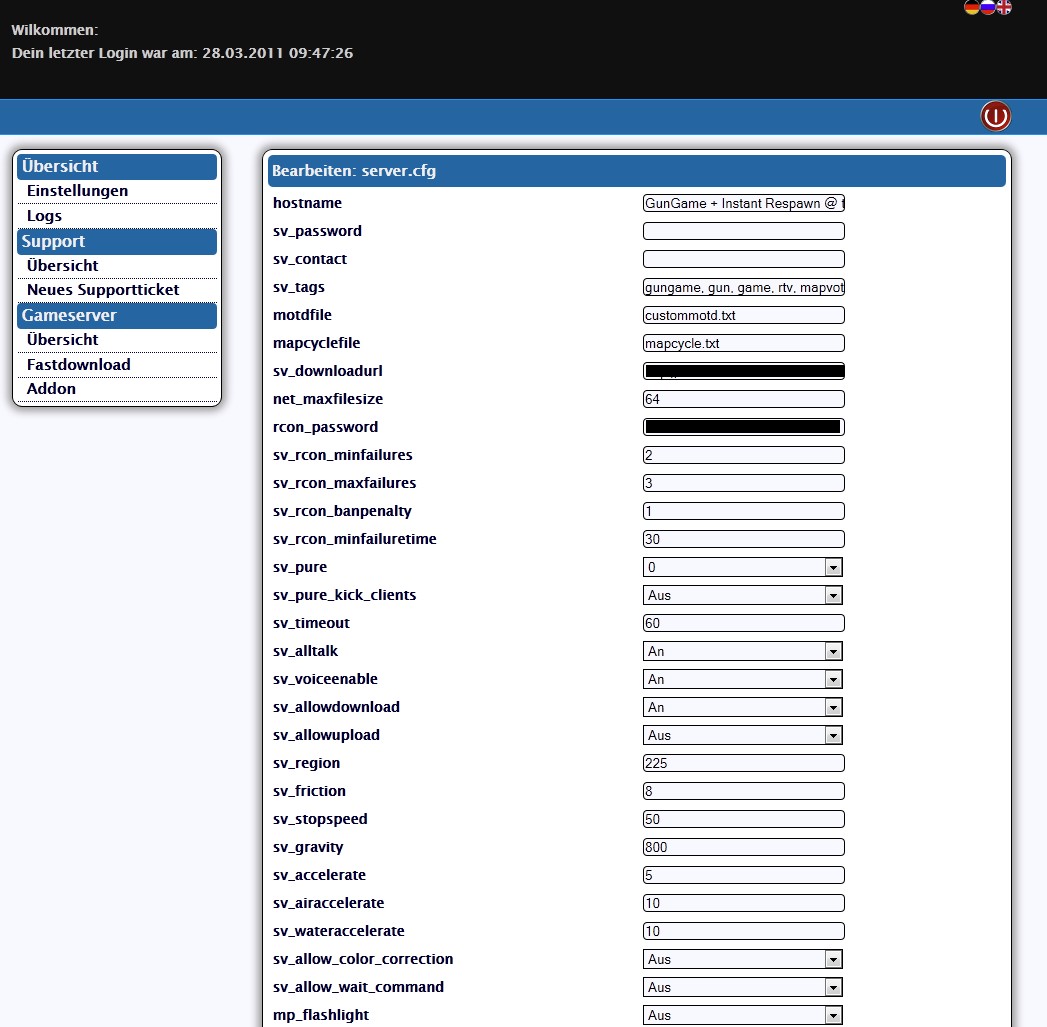 Wilkommen:
Dein letzter Login war am: 28.03.2011 09:47:26
Übersicht
Einstellungen
Logs
Support
Übersicht
Neues Supportticket
Gameserver
Übersicht
Fastdownload
Addon
Bearbeiten: server.cfg
hostname GunGame + Instant Respawn @
sv_password
sv_contact
sv_tags gungame, gun, game, rtv, mapvot
motdfile custommotd.txt
mapcyclefile mapcycle.txt
sv_downloadurl
net_maxfilesize 64
rcon_password
sv_rcon_minfailures 2
sv_rcon_maxfailures 3
sv_rcon_banpenalty 1
sv_rcon_minfailuretime 30
sv_pure 0
sv_pure_kick_clients Aus
sv_timeout 60
sv_alltalk An
sv_voiceenable An
sv_allowdownload An
sv_allowupload Aus
sv_region 225
sv_friction 8
sv_stopspeed 50
sv_gravity 800
sv_accelerate 5
sv_airaccelerate 10
sv_wateraccelerate 10
sv_allow_color_correction Aus
sv_allow_wait_command Aus
mp_flashlight Aus